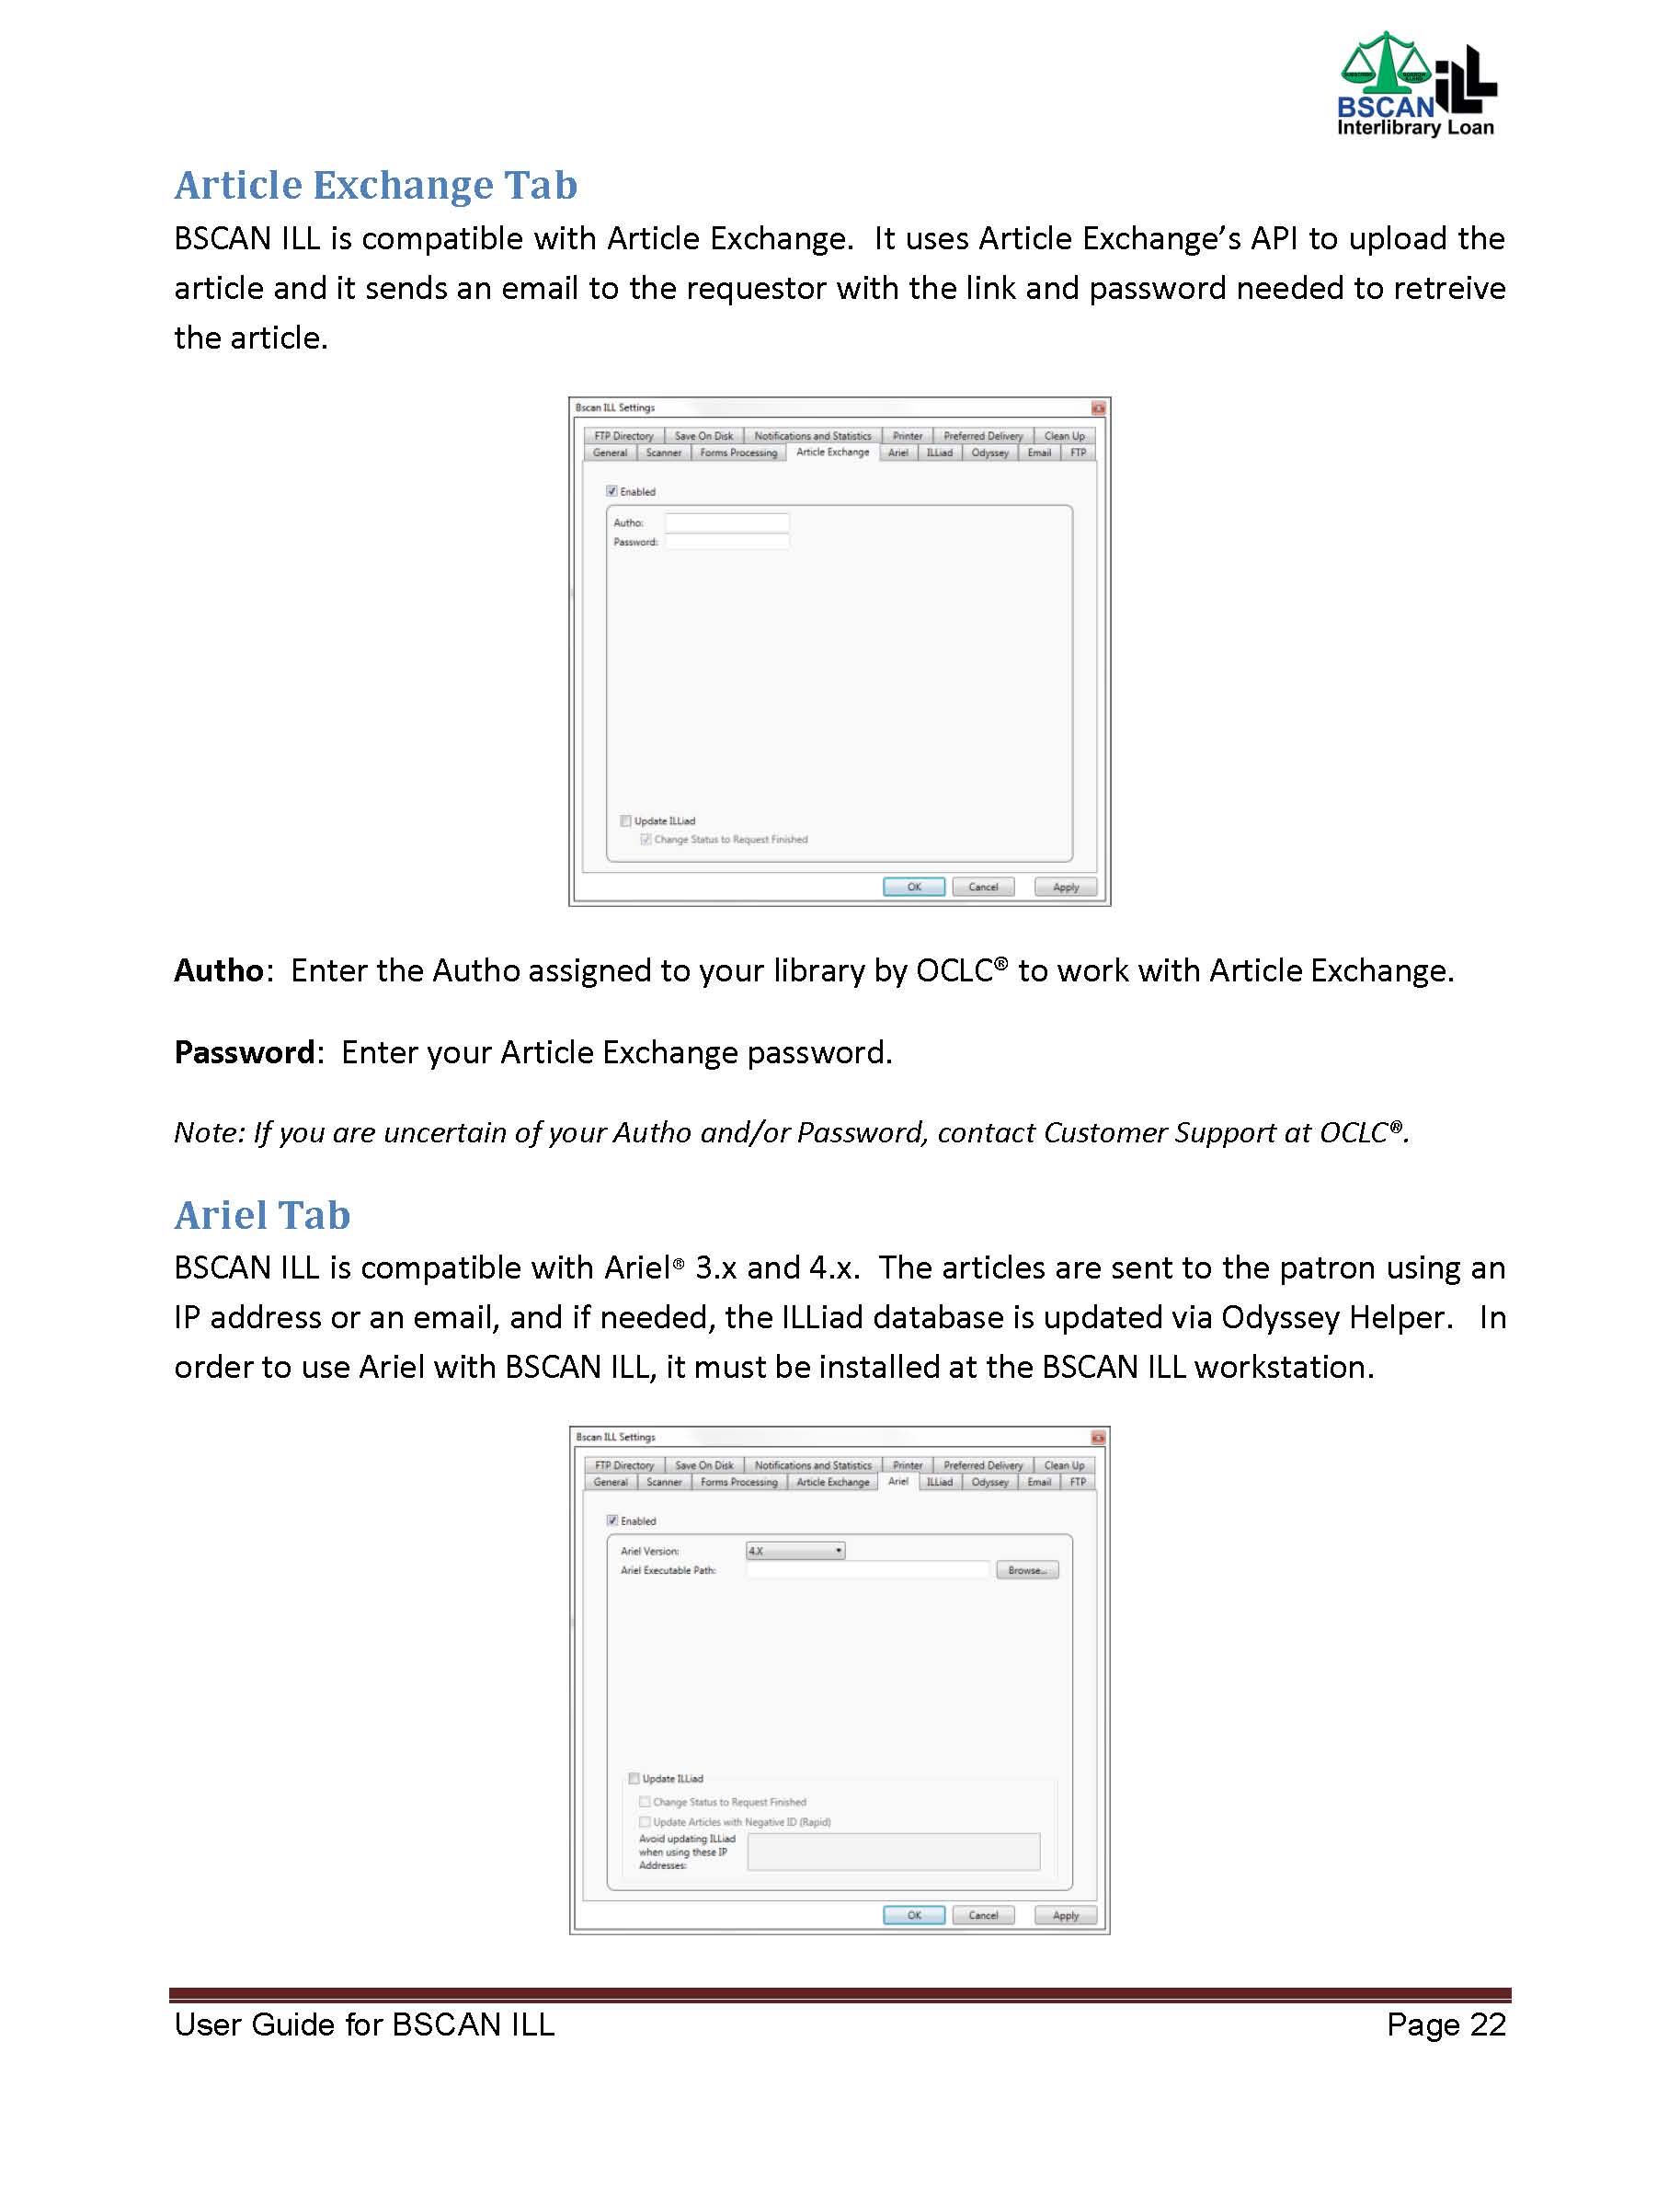 BSCAN ILL
Interlibrary Loan
Article Exchange Tab
BSCAN ILL is compatible with Article Exchange.  It uses Article Exchange’s API to upload the
article and it sends an email to the requestor with the link and password needed to retreive
the article.
Bscan ILL Settings
FTP Directory Save On Disk Notifications and Statistics Printer Preferred Delivery Clean Up
General Scanner Forms Processing Article Exchange Ariel ILLiad Odyssey Email FTP
Enabled
Autho:
Password:
Update ILLiad
Change Status to Request Finished
OK Cancel Apply
Autho:  Enter the Autho assigned to your library by OCLC® to work with Article Exchange.
Password:  Enter your Article Exchange password.
Note: If you are uncertain of your Autho and/or Password, contact Customer Support at OCLC®.
Ariel Tab
BSCAN ILL is compatible with Ariel® 3.x and 4.x.  The articles are sent to the patron using an
IP address or an email, and if needed, the ILLiad database is updated via Odyssey Helper.   In
order to use Ariel with BSCAN ILL, it must be installed at the BSCAN ILL workstation.
Bscan ILL Settings
FTP Directory Save On Disk Notifications and Statistics Printer Preferred Delivery Clean Up
General Scanner Forms Processing Article Exchange Ariel ILLiad Odyssey Email FTP
Enabled
Ariel Version: 4.X
Ariel Executable Path: Browse...
Update ILLiad
Change Status to Request Finished
Update Articles with Negative ID (Rapid)
Avoid updating ILLiad
when using these IP
Addresses:
OK Cancel Apply
User Guide for BSCAN ILL Page 22